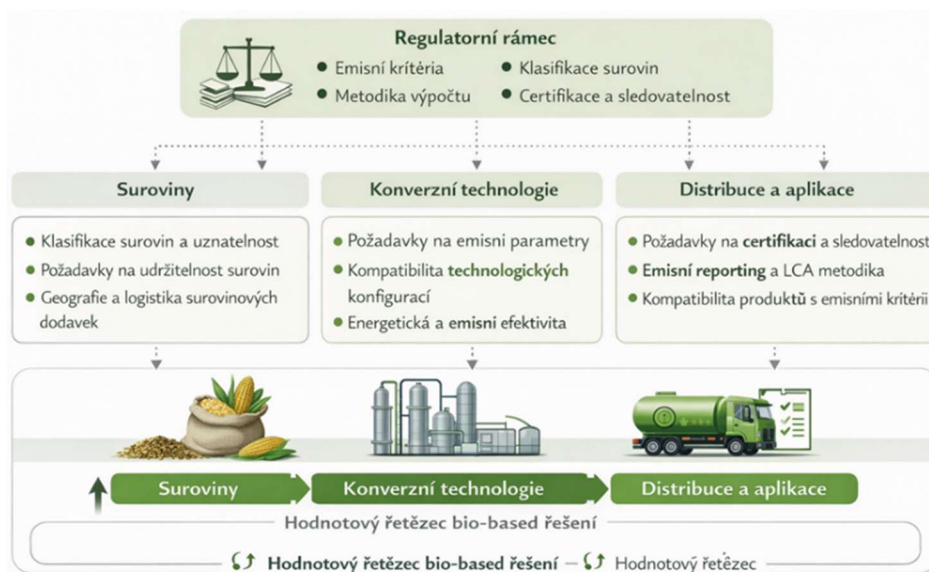 Regulatorní rámec
Emisní krítéria
Klasifikace surovin
Metodika výpočtu
Certifikace a sledovatelnost
Suroviny
Klasifikace surovin a uznatelnost
Požadavky na udržitelnost surovin
Geografie a logistika surovinových
dodavek
Konverzní technologie
Požadavky na emisni parametry
Kompatibilita technologických
konfigurací
Energetická a emisní efektivita
Distribuce a aplikace
Požadavky na certifikaci a sledovatelnost
Emisní reporting a LCA metodika
Kompatibilita produktů s emisními krítérii
Suroviny
Konverzní technologie
Distribuce a aplikace
Hodnotový řetězec bio-based řešení
Hodnotový řetězec bio-based řešení – Hodnotový řetězec